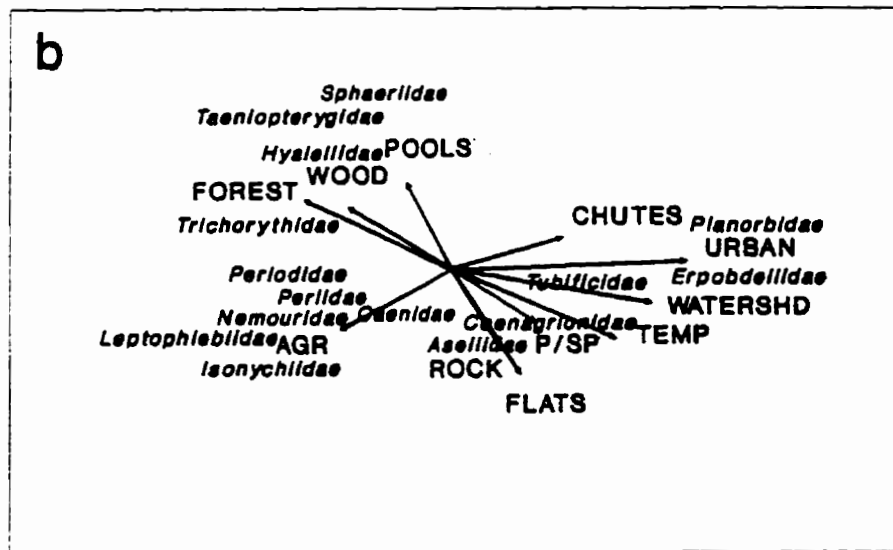 b
Sphaeriidae
Taeniopterygidae
Hyalellidae POOLS
WOOD
FOREST
CHUTES
Trichorythidae
Planorbidae
URBAN
Periodidae
Tubificidae Erpobdellidae
Perlidae
WATERSHD
Nemouridae Caenidae
Coenagrionidae TEMP
Leptophlebiidae AGR
Asellidae P/SP
Isonychiidae
ROCK
FLATS